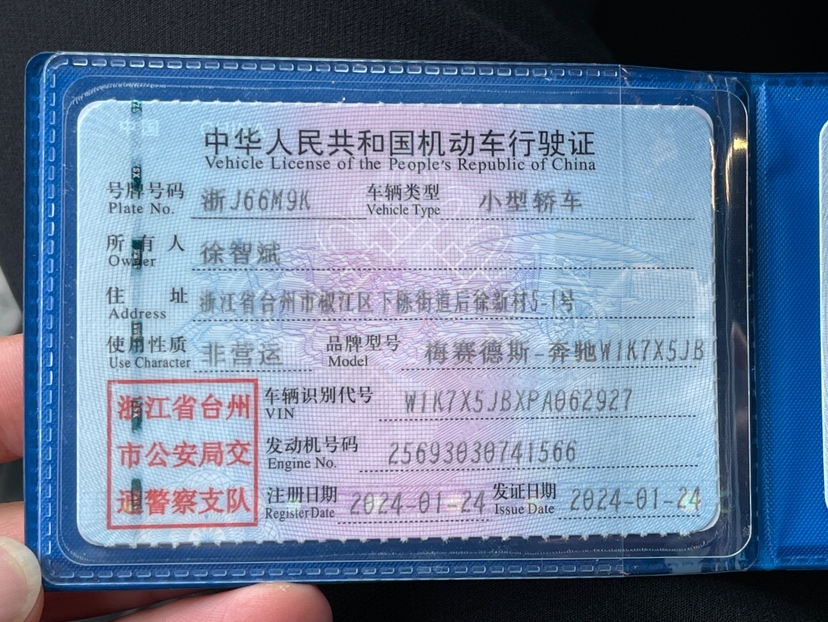 中华人民共和国机动车行驶证
Vehicle License of the People's Republic of China
号牌号码 浙J66M9K 车辆类型 小型轿车
Plate No. Vehicle Type
所有人 徐智斌
Owner
住址 浙江省台州市椒江区下陈街道后徐新村5-1号
Address
使用性质 非营运 品牌型号 梅赛德斯-奔驰W1K7X5JB
Use Character Model
浙江省台州
市公安局交
通警察支队
车辆识别代号 W1K7X5JBXPA062927
VIN
发动机号码 25693030741566
Engine No.
注册日期 2024-01-24 发证日期 2024-01-24
Register Date Issue Date